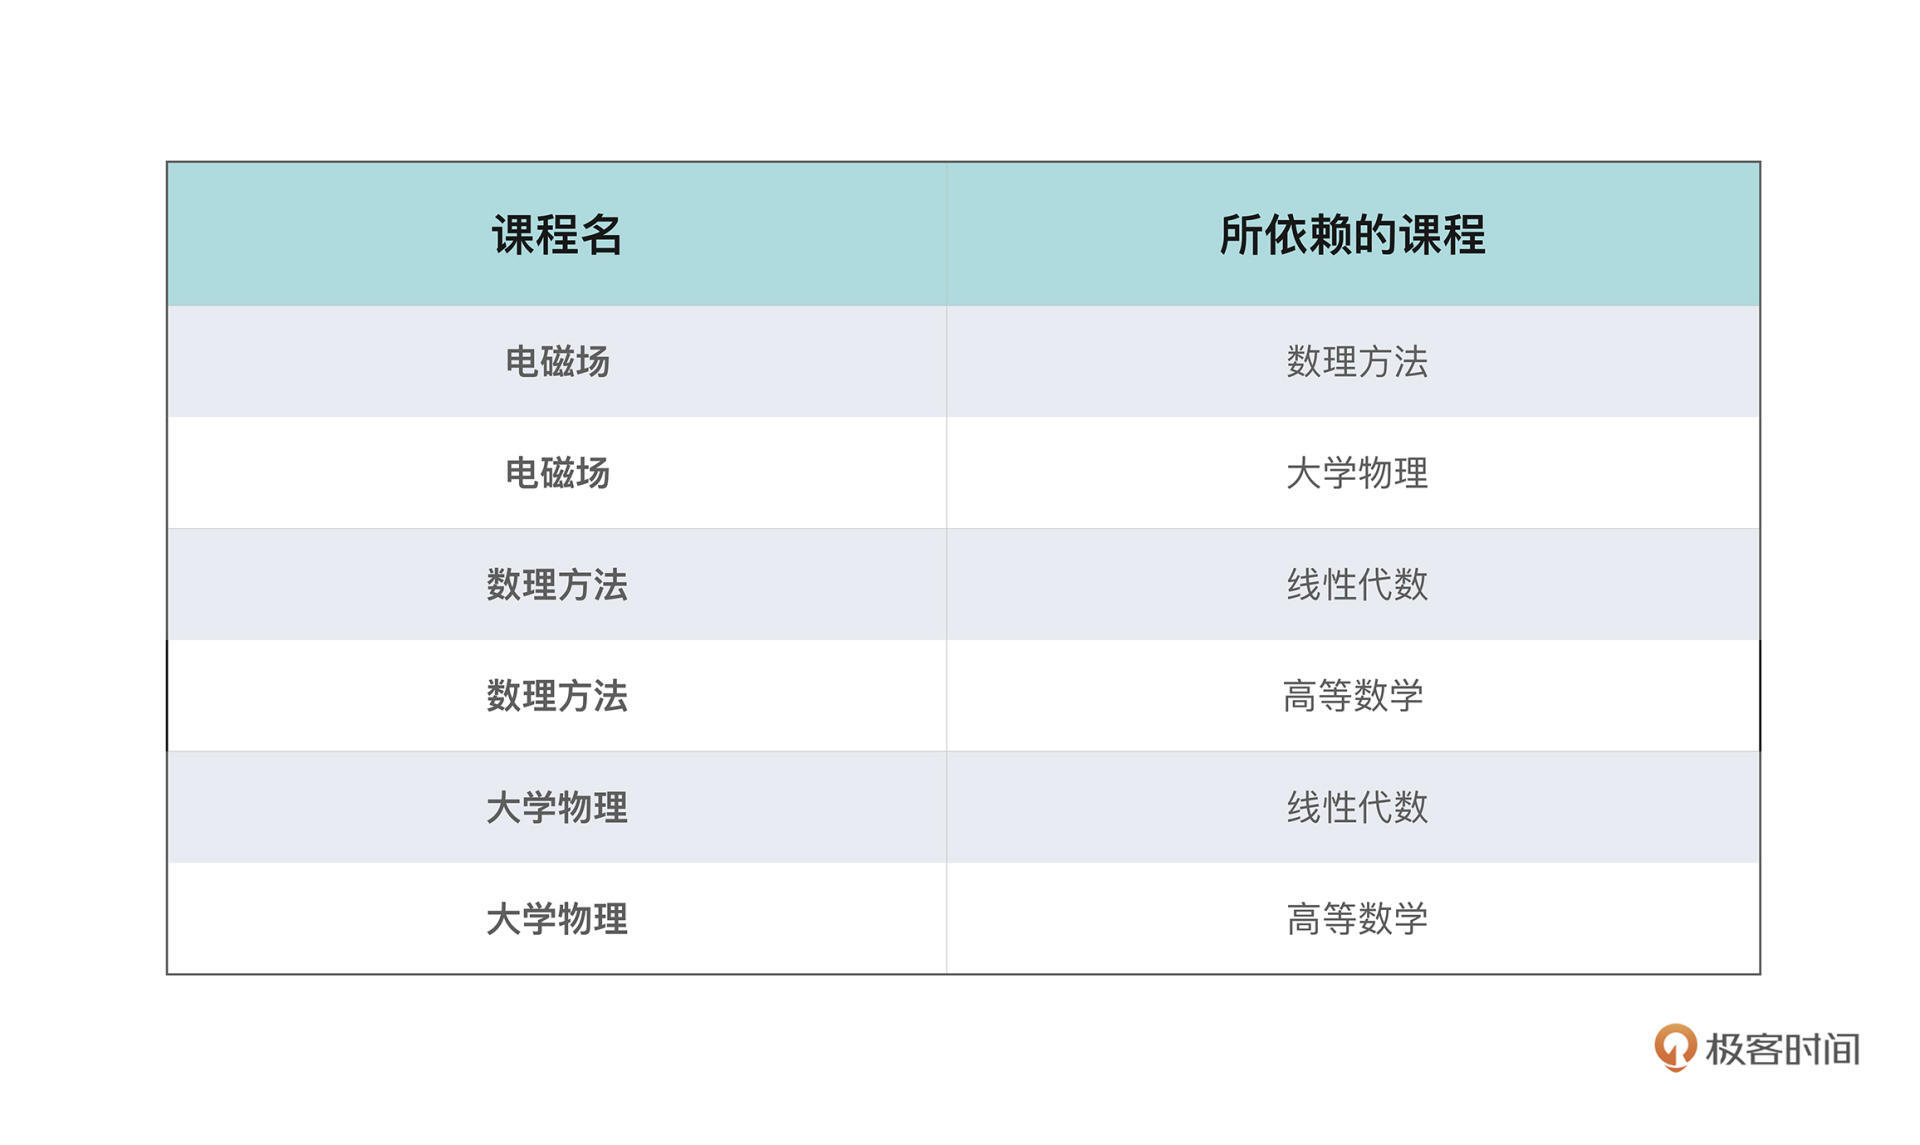 课程名 所依赖的课程
电磁场 数理方法
电磁场 大学物理
数理方法 线性代数
数理方法 高等数学
大学物理 线性代数
大学物理 高等数学
极客时间